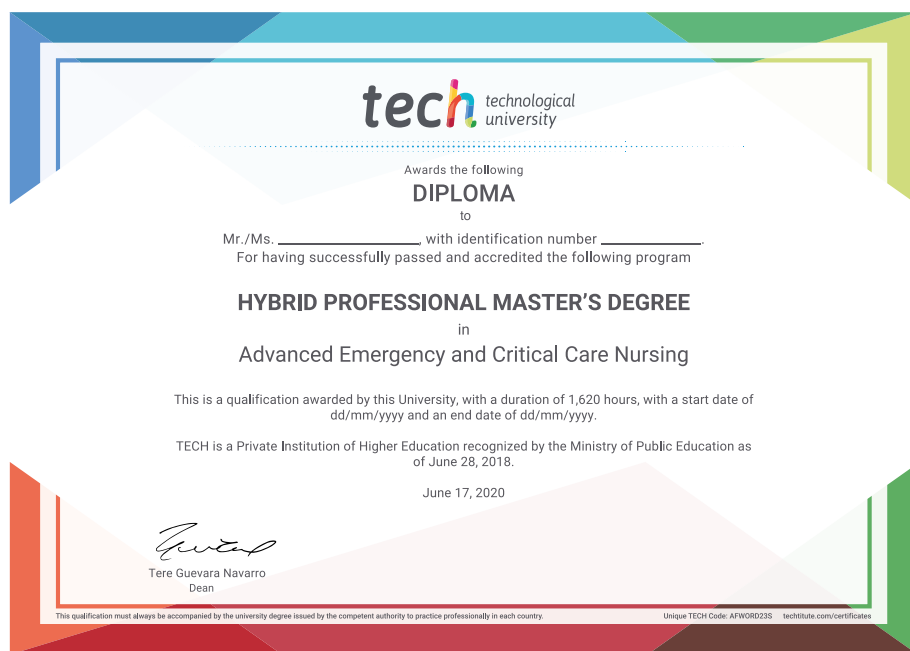 tech technological
university
Awards the following
DIPLOMA
to
Mr./Ms. ____________________, with identification number ______________.
For having successfully passed and accredited the following program
HYBRID PROFESSIONAL MASTER'S DEGREE
in
Advanced Emergency and Critical Care Nursing
This is a qualification awarded by this University, with a duration of 1,620 hours, with a start date of
dd/mm/yyyy and an end date of dd/mm/yyyy.
TECH is a Private Institution of Higher Education recognized by the Ministry of Public Education as
of June 28, 2018.
June 17, 2020
Tere Guevara Navarro
Dean
This qualification must always be accompanied by the university degree issued by the competent authority to practice professionally in each country. Unique TECH Code: AFWORD23S techtitute.com/certificates